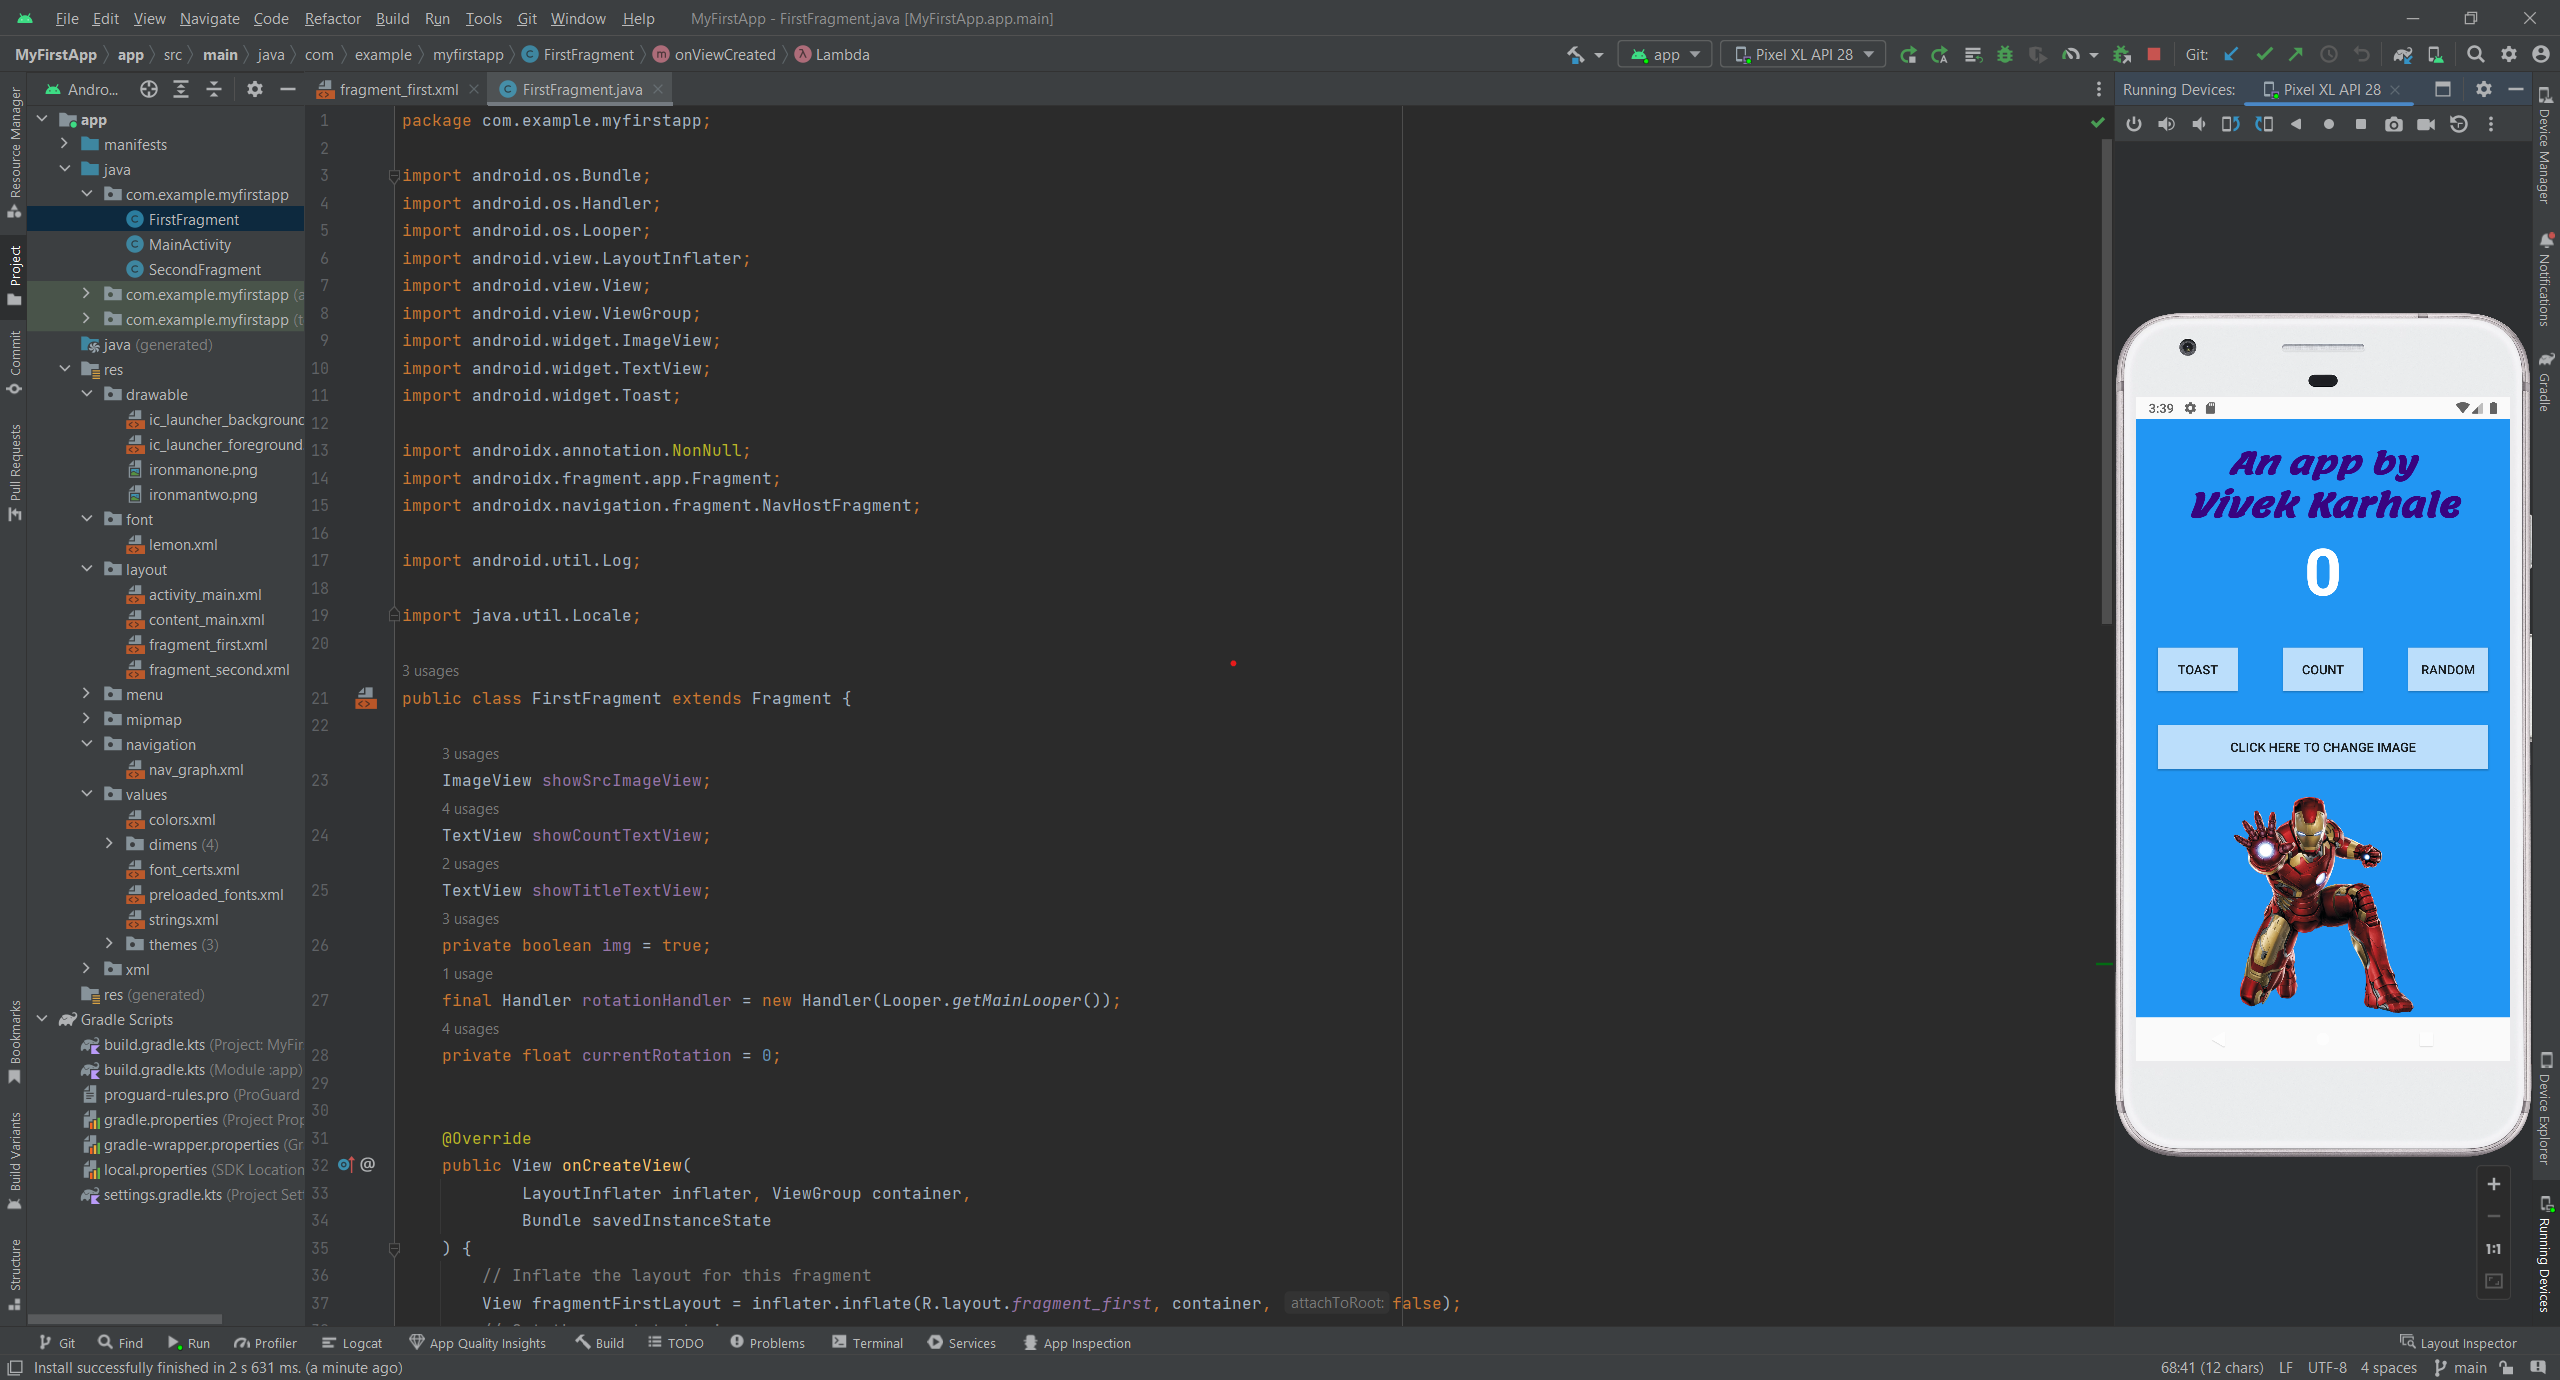 File Edit View Navigate Code Refactor Build Run Tools Git Window Help MyFirstApp - FirstFragment.java [MyFirstApp.app.main]
MyFirstApp app src main java com example myfirstapp FirstFragment onViewCreated Lambda app Pixel XL API 28 Git:
Andro... fragment_first.xml FirstFragment.java Running Devices: Pixel XL API 28
Resource Manager
Project
Commit
Pull Requests
Bookmarks
Build Variants
Structure
app
manifests
java
com.example.myfirstapp
FirstFragment
MainActivity
SecondFragment
com.example.myfirstapp (a
com.example.myfirstapp (t
java (generated)
res
drawable
ic_launcher_background
ic_launcher_foreground.
ironmanone.png
ironmantwo.png
font
lemon.xml
layout
activity_main.xml
content_main.xml
fragment_first.xml
fragment_second.xml
menu
mipmap
navigation
nav_graph.xml
values
colors.xml
dimens (4)
font_certs.xml
preloaded_fonts.xml
strings.xml
themes (3)
xml
res (generated)
Gradle Scripts
build.gradle.kts (Project: MyFir
build.gradle.kts (Module :app)
proguard-rules.pro (ProGuard
gradle.properties (Project Prop
gradle-wrapper.properties (Gr
local.properties (SDK Location
settings.gradle.kts (Project Set
1 package com.example.myfirstapp;
2
3 import android.os.Bundle;
4 import android.os.Handler;
5 import android.os.Looper;
6 import android.view.LayoutInflater;
7 import android.view.View;
8 import android.view.ViewGroup;
9 import android.widget.ImageView;
10 import android.widget.TextView;
11 import android.widget.Toast;
12
13 import androidx.annotation.NonNull;
14 import androidx.fragment.app.Fragment;
15 import androidx.navigation.fragment.NavHostFragment;
16
17 import android.util.Log;
18
19 import java.util.Locale;
20
3 usages
21 public class FirstFragment extends Fragment {
22
3 usages
23 ImageView showSrcImageView;
4 usages
24 TextView showCountTextView;
2 usages
25 TextView showTitleTextView;
3 usages
26 private boolean img = true;
1 usage
27 final Handler rotationHandler = new Handler(Looper.getMainLooper());
4 usages
28 private float currentRotation = 0;
29
30
31 @Override
32 public View onCreateView(
33 LayoutInflater inflater, ViewGroup container,
34 Bundle savedInstanceState
35 ) {
36 // Inflate the layout for this fragment
37 View fragmentFirstLayout = inflater.inflate(R.layout.fragment_first, container, attachToRoot: false);
3:39
An app by
Vivek Karhale
0
TOAST COUNT RANDOM
CLICK HERE TO CHANGE IMAGE
1:1
Device Manager
Notifications
Gradle
Device Explorer
Running Devices
Git Find Run Profiler Logcat App Quality Insights Build TODO Problems Terminal Services App Inspection Layout Inspector
Install successfully finished in 2 s 631 ms. (a minute ago) 68:41 (12 chars) LF UTF-8 4 spaces main